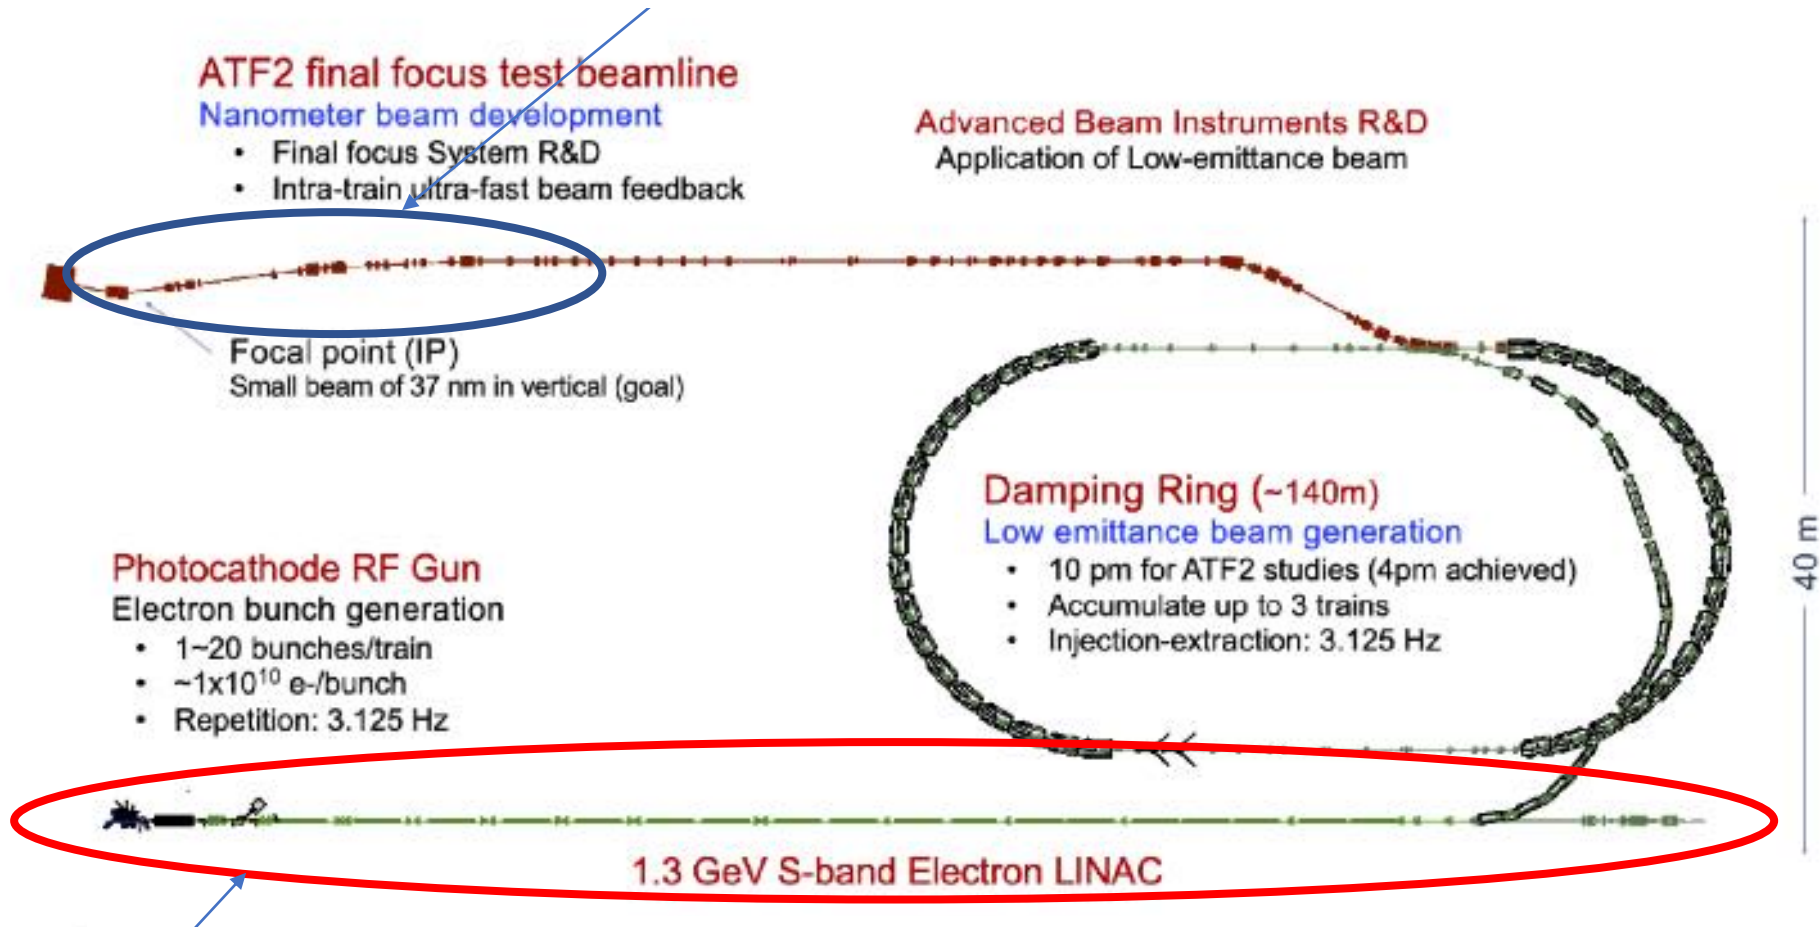 ATF2 final focus test beamline
Nanometer beam development
• Final focus System R&D
• Intra-train ultra-fast beam feedback
Advanced Beam Instruments R&D
Application of Low-emittance beam
Focal point (IP)
Small beam of 37 nm in vertical (goal)
Damping Ring (~140m)
Low emittance beam generation
• 10 pm for ATF2 studies (4pm achieved)
• Accumulate up to 3 trains
• Injection-extraction: 3.125 Hz
40 m
Photocathode RF Gun
Electron bunch generation
• 1~20 bunches/train
• ~1x10¹⁰ e-/bunch
• Repetition: 3.125 Hz
1.3 GeV S-band Electron LINAC